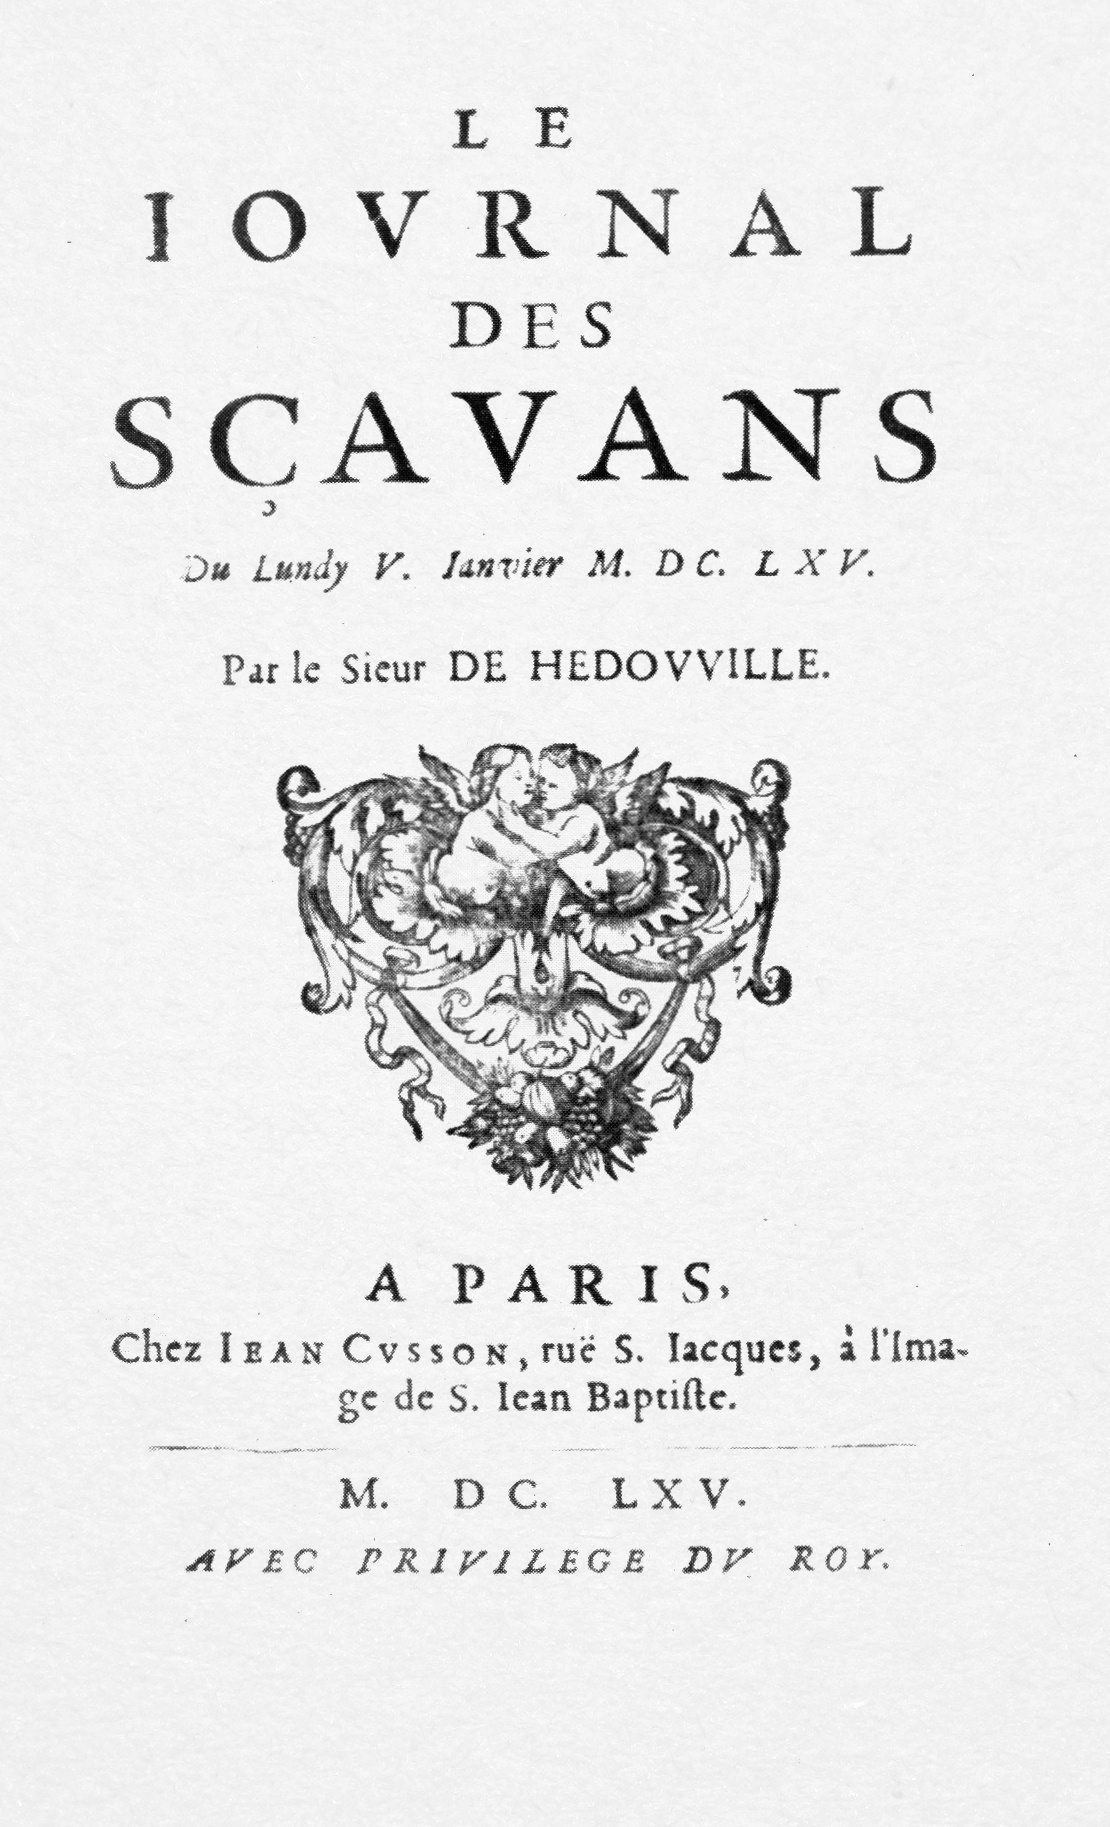 LE
IOVRNAL
DES
SÇAVANS
Du Lundy V. Ianvier M. DC. LXV.
Par le Sieur DE HEDOVVILLE.
A PARIS,
Chez IEAN CVSSON, ruë S. Iacques, à l'Ima-
ge de S. Iean Baptiſte.
M. DC. LXV.
AVEC PRIVILEGE DV ROY.